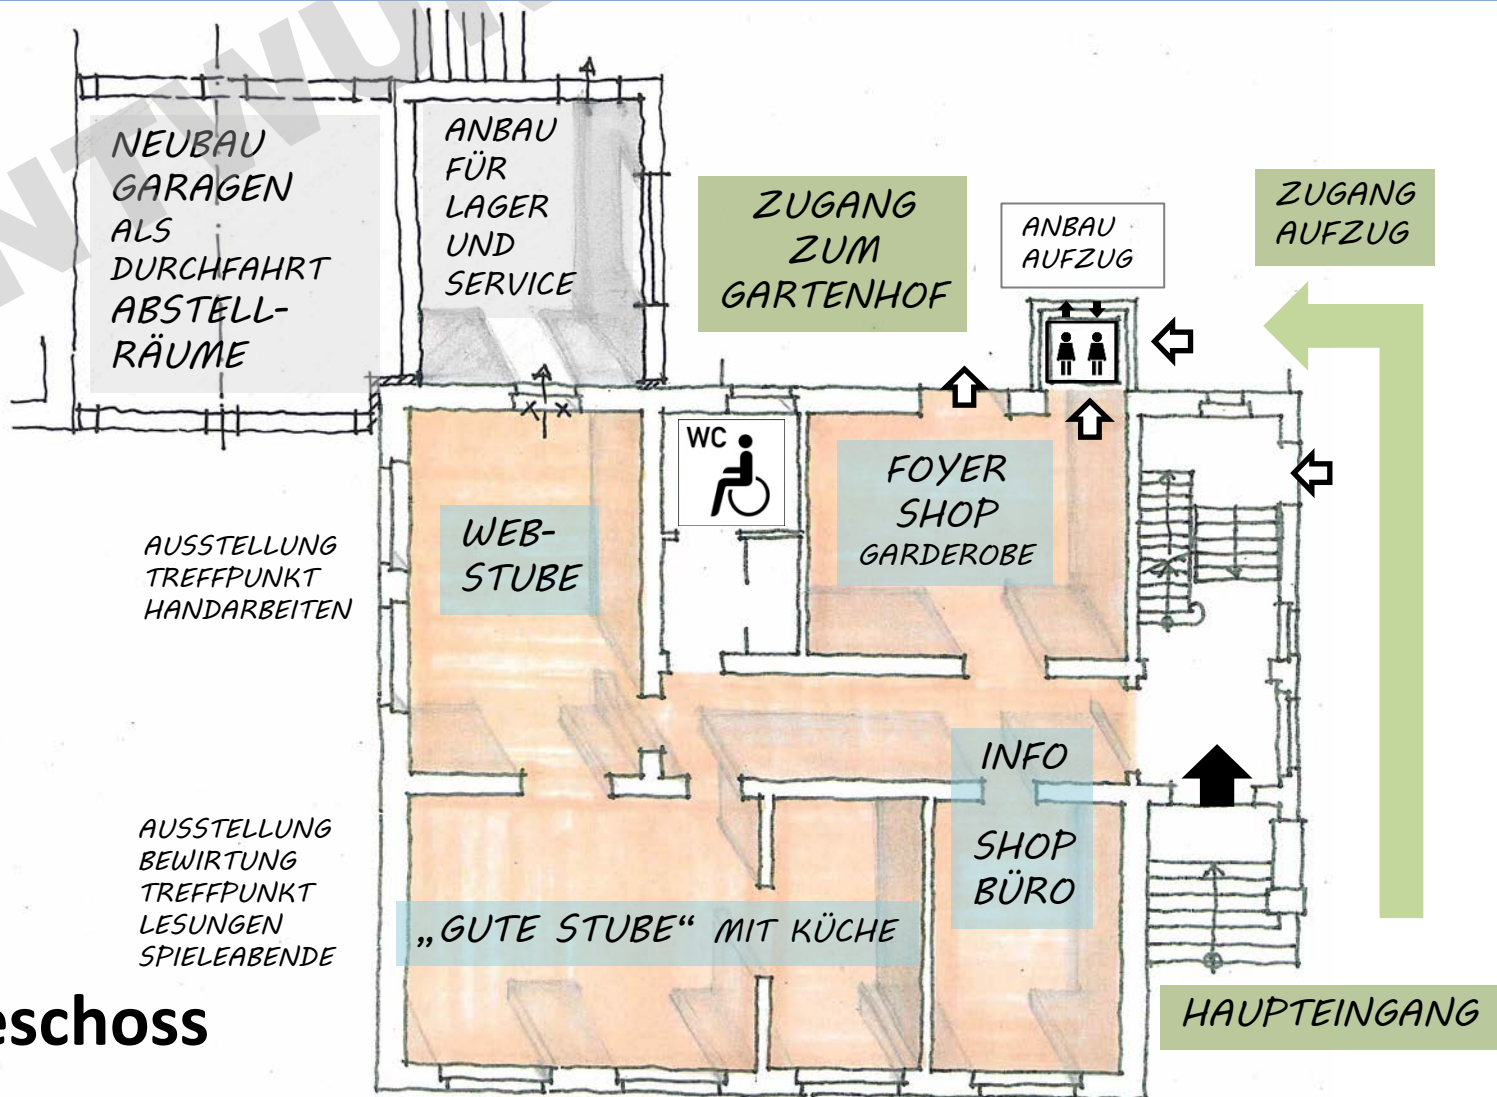 NEUBAU
GARAGEN
ALS
DURCHFAHRT
ABSTELL-
RÄUME
ANBAU
FÜR
LAGER
UND
SERVICE
ZUGANG
ZUM
GARTENHOF
ANBAU
AUFZUG
ZUGANG
AUFZUG
WC
FOYER
SHOP
GARDEROBE
WEB-
STUBE
AUSSTELLUNG
TREFFPUNKT
HANDARBEITEN
INFO
SHOP
BÜRO
AUSSTELLUNG
BEWIRTUNG
TREFFPUNKT
LESUNGEN
SPIELEABENDE
„GUTE STUBE“ MIT KÜCHE
HAUPTEINGANG
eschoss